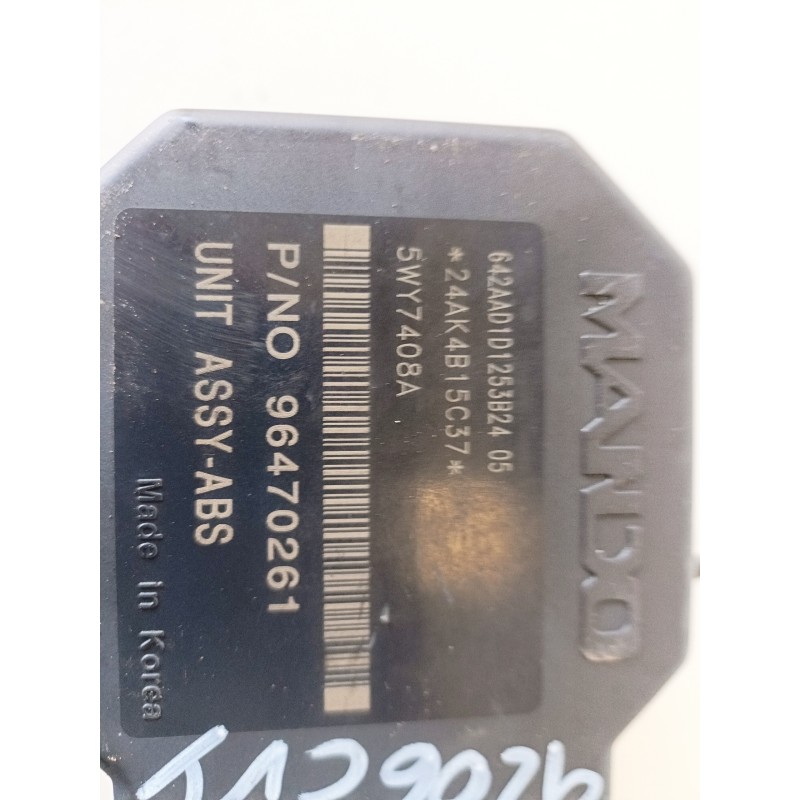 MANDO
642AAD1D1253B24 05
*24AK4B15C37*
5WY7408A
P/NO 96470261
UNIT ASSY-ABS
Made in Korea